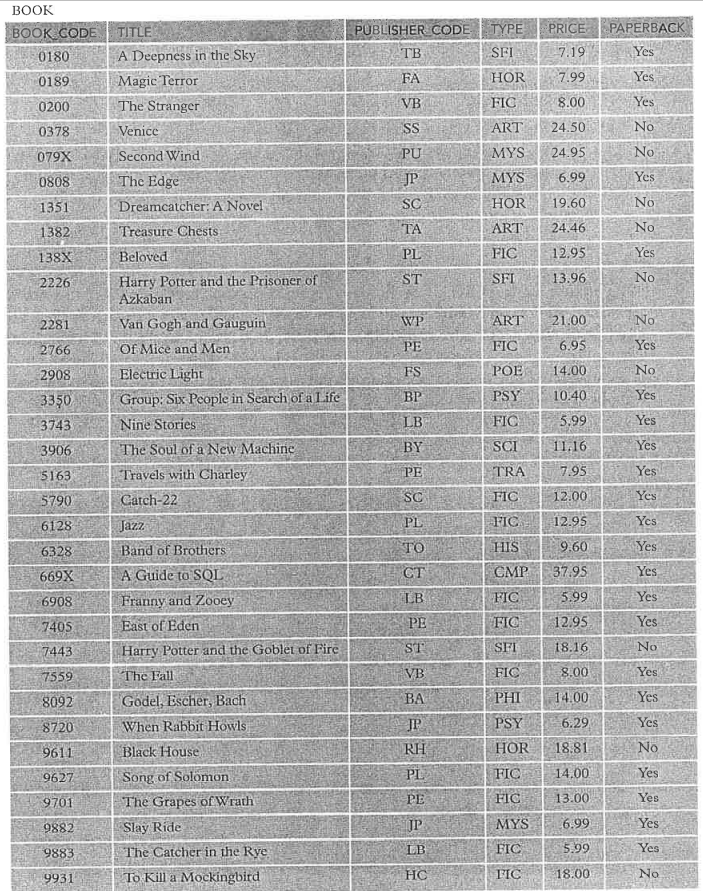 BOOK
BOOK_CODE TITLE PUBLISHER_CODE TYPE PRICE PAPERBACK
0180 A Deepness in the Sky TB SFI 7.19 Yes
0189 Magic Terror FA HOR 7.99 Yes
0200 The Stranger VB FIC 8.00 Yes
0378 Venice SS ART 24.50 No
079X Second Wind PU MYS 24.95 No
0808 The Edge JP MYS 6.99 Yes
1351 Dreamcatcher: A Novel SC HOR 19.60 No
1382 Treasure Chests TA ART 24.46 No
138X Beloved PL FIC 12.95 Yes
2226 Harry Potter and the Prisoner of ST SFI 13.96 No
Azkaban
2281 Van Gogh and Gauguin WP ART 21.00 No
2766 Of Mice and Men PE FIC 6.95 Yes
2908 Electric Light FS POE 14.00 No
3350 Group: Six People in Search of a Life BP PSY 10.40 Yes
3743 Nine Stories LB FIC 5.99 Yes
3906 The Soul of a New Machine BY SCI 11.16 Yes
5163 Travels with Charley PE TRA 7.95 Yes
5790 Catch-22 SC FIC 12.00 Yes
6128 Jazz PL FIC 12.95 Yes
6328 Band of Brothers TO HIS 9.60 Yes
669X A Guide to SQL CT CMP 37.95 Yes
6908 Franny and Zooey LB FIC 5.99 Yes
7405 East of Eden PE FIC 12.95 Yes
7443 Harry Potter and the Goblet of Fire ST SFI 18.16 No
7559 The Fall VB FIC 8.00 Yes
8092 Godel, Escher, Bach BA PHI 14.00 Yes
8720 When Rabbit Howls JP PSY 6.29 Yes
9611 Black House RH HOR 18.81 No
9627 Song of Solomon PL FIC 14.00 Yes
9701 The Grapes of Wrath PE FIC 13.00 Yes
9882 Slay Ride JP MYS 6.99 Yes
9883 The Catcher in the Rye LB FIC 5.99 Yes
9931 To Kill a Mockingbird HC FIC 18.00 No